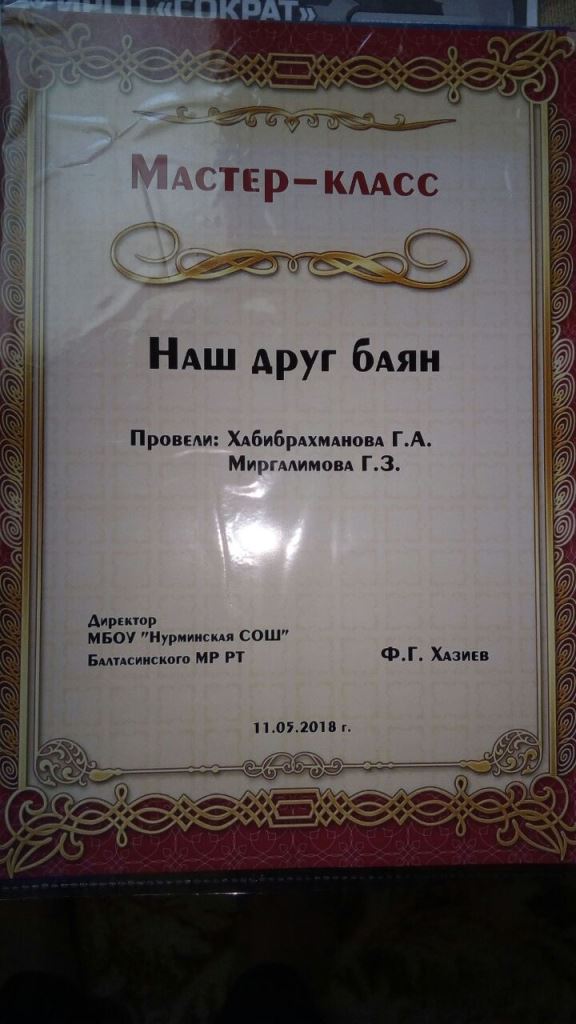 «СОКРАТ»
Мастер-класс
Наш друг баян
Провели: Хабибрахманова Г.А.
Миргалимова Г.З.
Директор
МБОУ "Нурминская СОШ"
Балтасинского МР РТ
Ф.Г. Хазиев
11.05.2018 г.